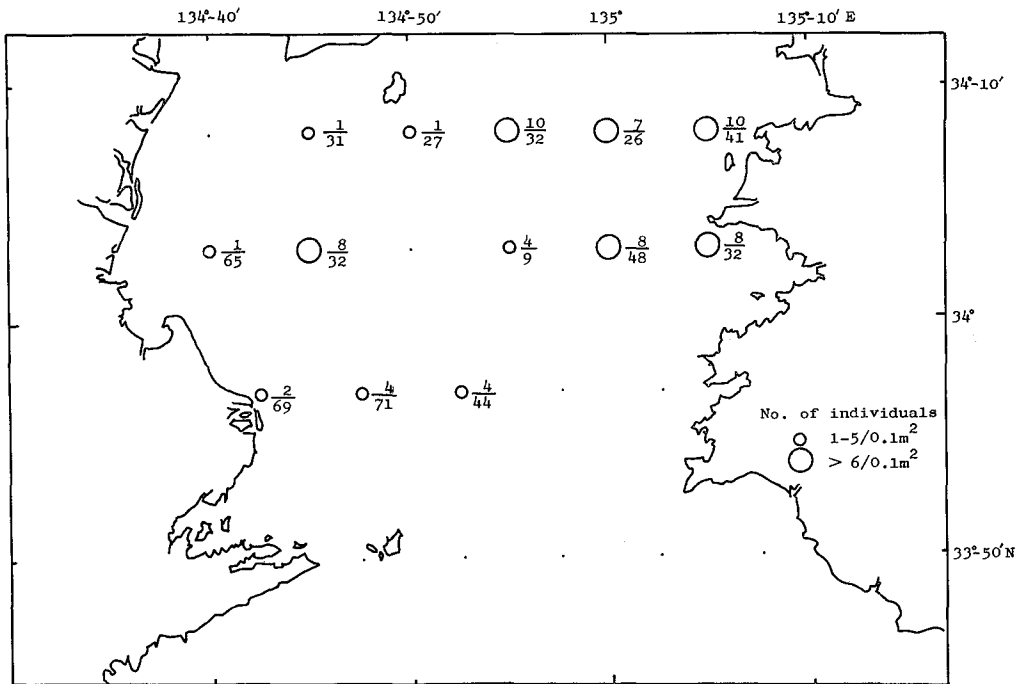 134°-40' 134°-50' 135° 135°-10' E
34°-10'
1/31 1/27 10/32 7/26 10/41
1/65 8/32 4/9 8/48 8/32
34°
2/69 4/71 4/44
No. of individuals
1-5/0.1m²
> 6/0.1m²
33°-50'N